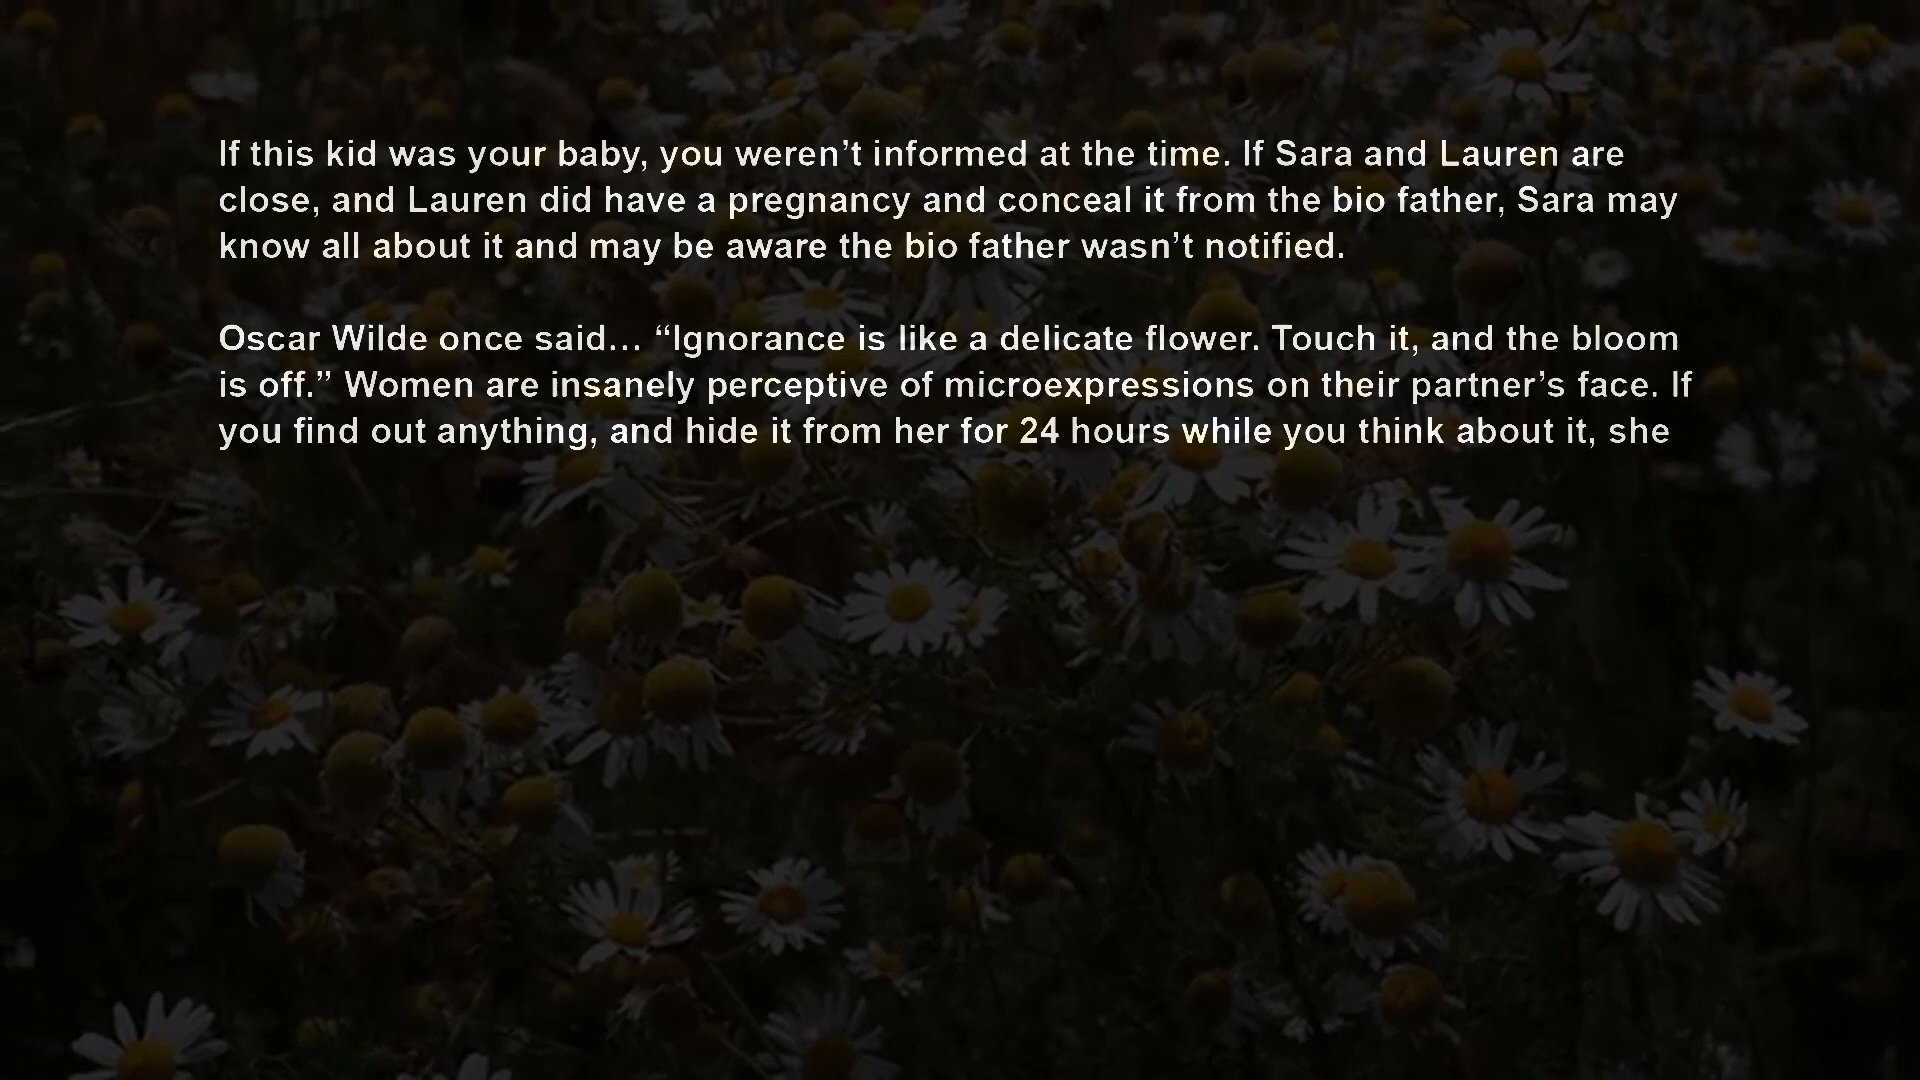 If this kid was your baby, you weren’t informed at the time. If Sara and Lauren are
close, and Lauren did have a pregnancy and conceal it from the bio father, Sara may
know all about it and may be aware the bio father wasn’t notified.
Oscar Wilde once said… “Ignorance is like a delicate flower. Touch it, and the bloom
is off.” Women are insanely perceptive of microexpressions on their partner’s face. If
you find out anything, and hide it from her for 24 hours while you think about it, she